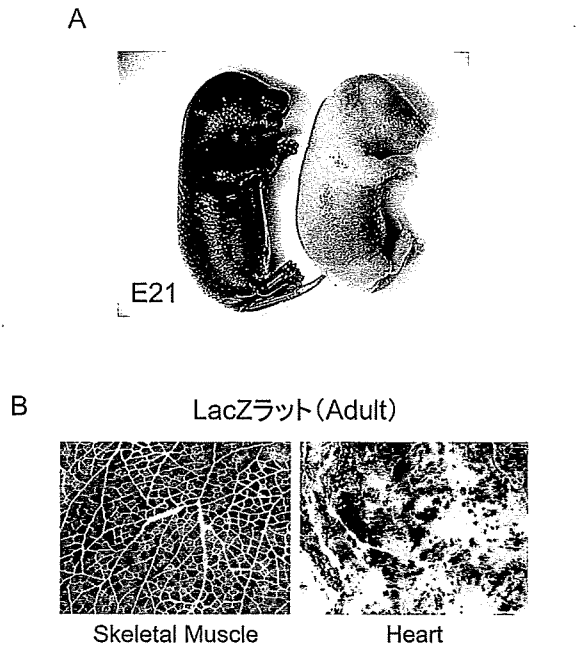 A
E21
B
LacZラット(Adult)
Skeletal Muscle
Heart